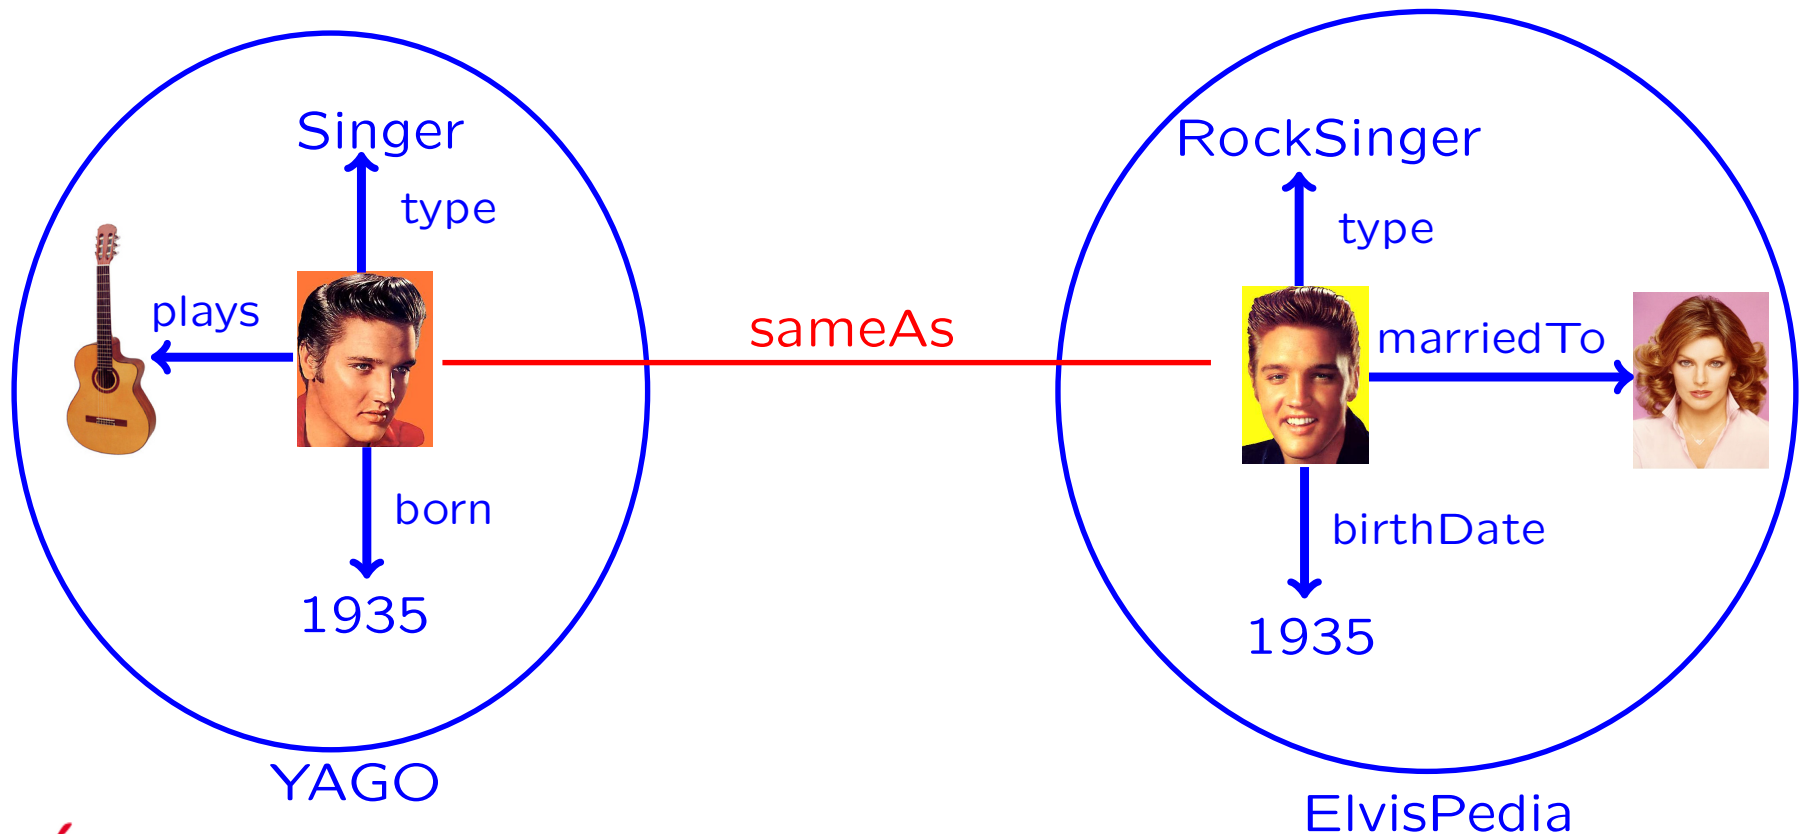 Singer
type
plays
born
1935
YAGO
sameAs
RockSinger
type
marriedTo
birthDate
1935
ElvisPedia